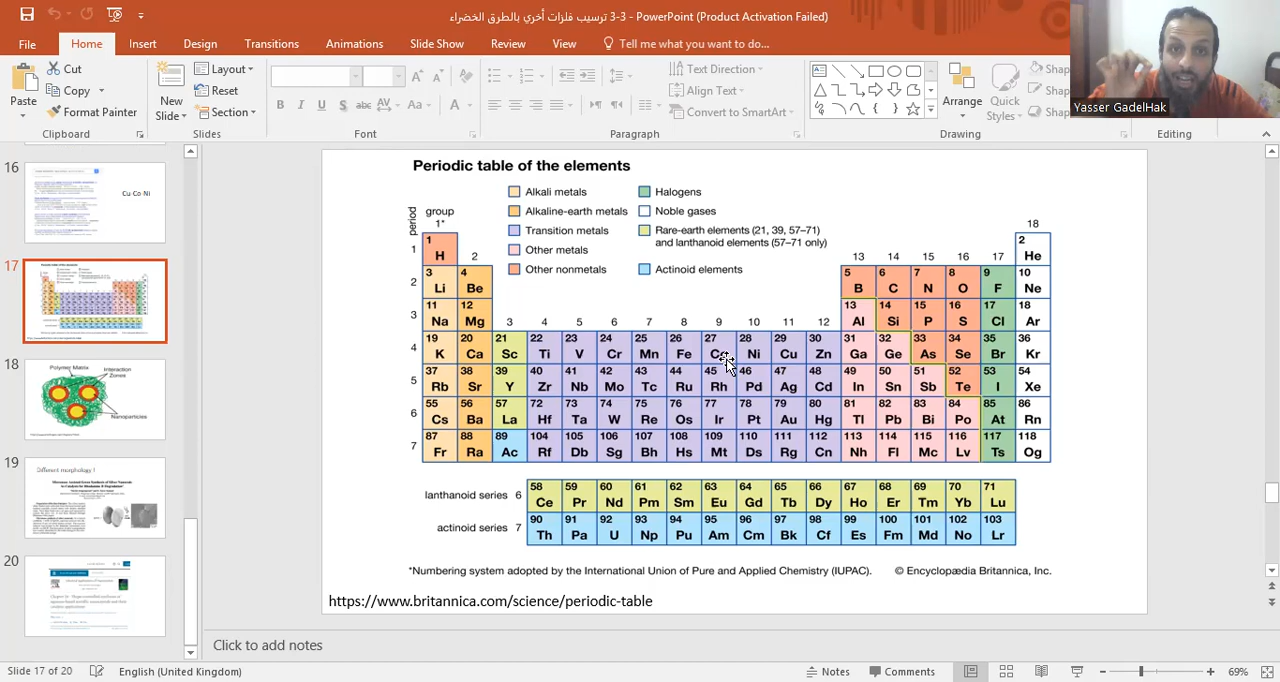 3-3 ترسيب فلزات أخري بالطرق الخضراء - PowerPoint (Product Activation Failed)
File Home Insert Design Transitions Animations Slide Show Review View Tell me what you want to do...
Cut
Copy
Format Painter
Paste
Clipboard
New Slide
Layout
Reset
Section
Slides
Font
Text Direction
Align Text
Convert to SmartArt
Paragraph
Arrange
Quick Styles
Drawing
Editing
Yasser GadelHak
16
Cu Co Ni
17
18
Polymer Matrix
Interaction Zones
Nanoparticles
19
Different morphology !
20
Periodic table of the elements
Alkali metals
Alkaline-earth metals
Transition metals
Other metals
Other nonmetals
Halogens
Noble gases
Rare-earth elements (21, 39, 57–71)
and lanthanoid elements (57–71 only)
Actinoid elements
period
group
1* 18
1 1 2
H 2 13 14 15 16 17 He
3 4 5 6 7 8 9 10
2 Li Be B C N O F Ne
11 12 13 14 15 16 17 18
3 Na Mg 3 4 5 6 7 8 9 10 11 12 Al Si P S Cl Ar
19 20 21 22 23 24 25 26 27 28 29 30 31 32 33 34 35 36
4 K Ca Sc Ti V Cr Mn Fe Ni Cu Zn Ga Ge As Se Br Kr
37 38 39 40 41 42 43 44 45 46 47 48 49 50 51 52 53 54
5 Rb Sr Y Zr Nb Mo Tc Ru Rh Pd Ag Cd In Sn Sb Te I Xe
55 56 57 72 73 74 75 76 77 78 79 80 81 82 83 84 85 86
6 Cs Ba La Hf Ta W Re Os Ir Pt Au Hg Tl Pb Bi Po At Rn
87 88 89 104 105 106 107 108 109 110 111 112 113 114 115 116 117 118
7 Fr Ra Ac Rf Db Sg Bh Hs Mt Ds Rg Cn Nh Fl Mc Lv Ts Og
58 59 60 61 62 63 64 65 66 67 68 69 70 71
lanthanoid series 6 Ce Pr Nd Pm Sm Eu Gd Tb Dy Ho Er Tm Yb Lu
90 91 92 93 94 95 96 97 98 99 100 101 102 103
actinoid series 7 Th Pa U Np Pu Am Cm Bk Cf Es Fm Md No Lr
*Numbering system adopted by the International Union of Pure and Applied Chemistry (IUPAC). © Encyclopædia Britannica, Inc.
https://www.britannica.com/science/periodic-table
Click to add notes
Slide 17 of 20 English (United Kingdom) Notes Comments 69%